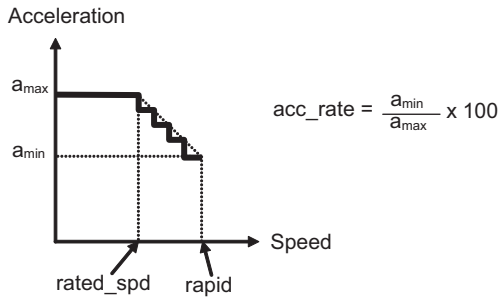 Acceleration
amax
amin
acc_rate = amin / amax x 100
Speed
rated_spd
rapid